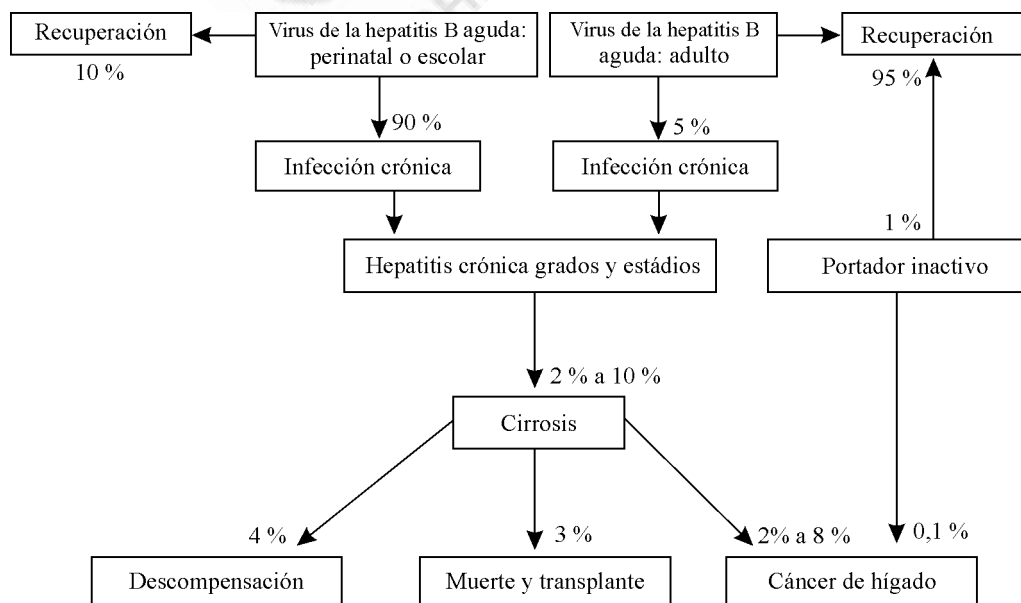 Recuperación
10 %
Virus de la hepatitis B aguda:
perinatal o escolar
Virus de la hepatitis B
aguda: adulto
Recuperación
95 %
90 %
5 %
Infección crónica
Infección crónica
1 %
Hepatitis crónica grados y estádios
Portador inactivo
2 % a 10 %
Cirrosis
4 %
3 %
2% a 8 %
0,1 %
Descompensación
Muerte y transplante
Cáncer de hígado